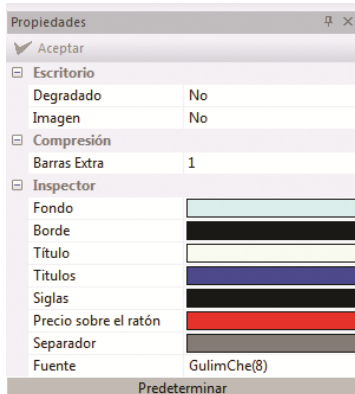 Propiedades
Aceptar
Escritorio
Degradado No
Imagen No
Compresión
Barras Extra 1
Inspector
Fondo
Borde
Título
Titulos
Siglas
Precio sobre el ratón
Separador
Fuente GulimChe(8)
Predeterminar